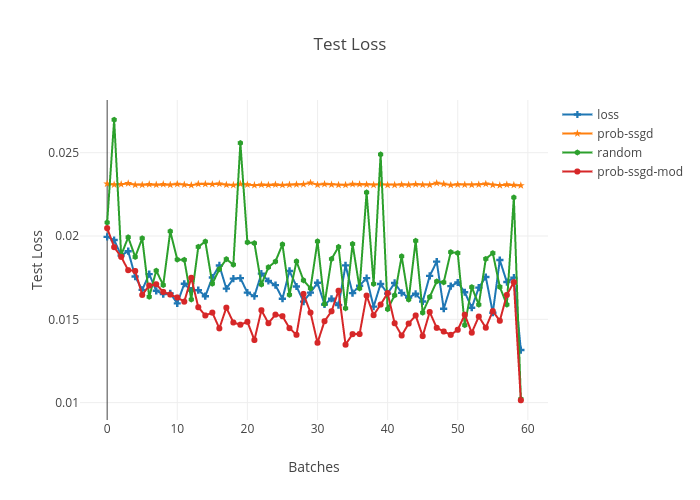 Test Loss
loss
prob-ssgd
random
prob-ssgd-mod
0.025
0.02
0.015
0.01
Test Loss
0 10 20 30 40 50 60
Batches